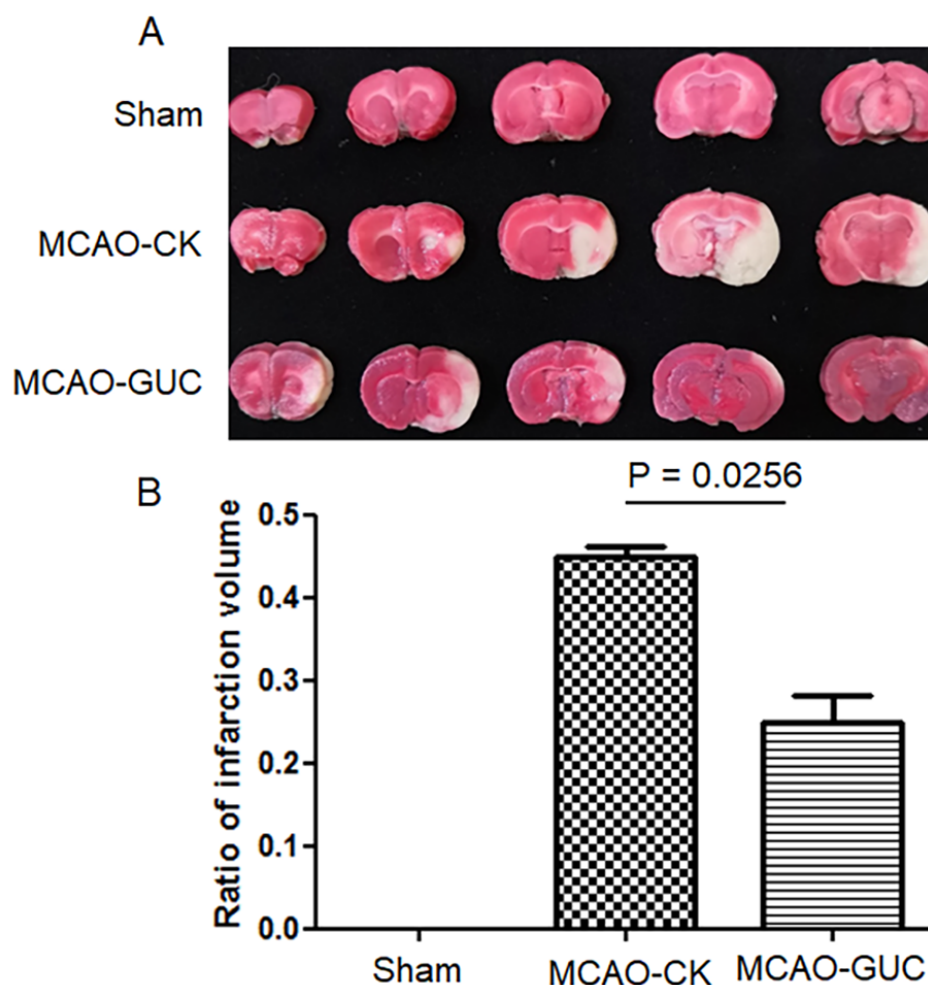 A
Sham
MCAO-CK
MCAO-GUC
B
P = 0.0256
Ratio of infarction volume
0.5
0.4
0.3
0.2
0.1
0.0
Sham
MCAO-CK
MCAO-GUC